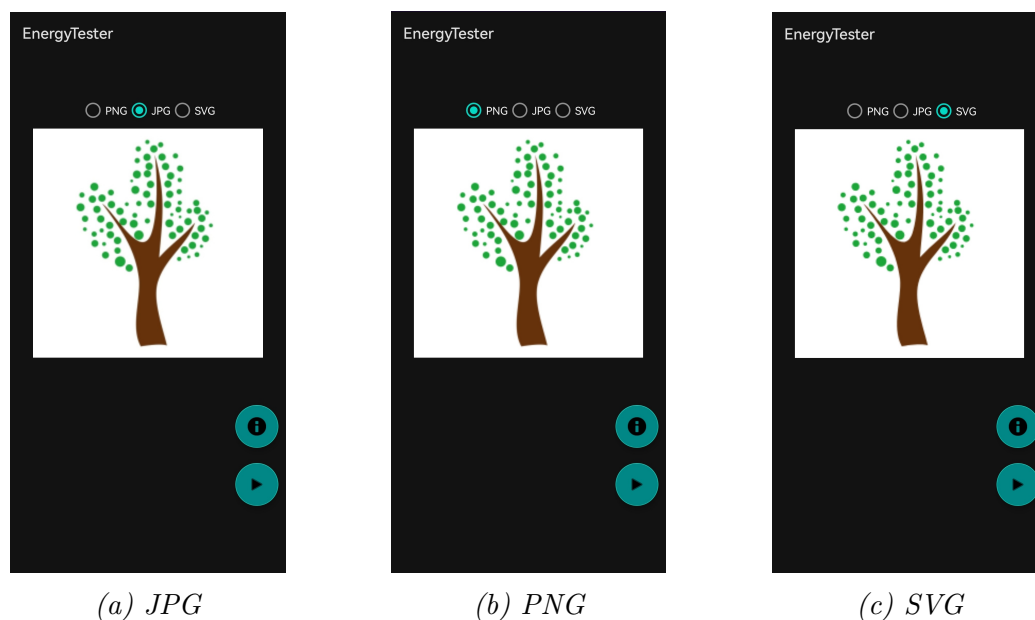 EnergyTester
PNG JPG SVG
(a) JPG
EnergyTester
PNG JPG SVG
(b) PNG
EnergyTester
PNG JPG SVG
(c) SVG